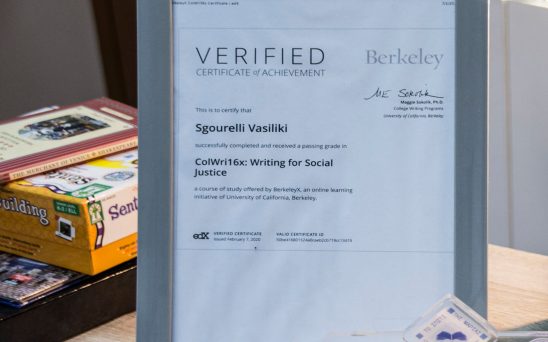 VERIFIED
CERTIFICATE of ACHIEVEMENT
Berkeley
This is to certify that
Sgourelli Vasiliki
successfully completed and received a passing grade in
ColWri16x: Writing for Social
Justice
a course of study offered by BerkeleyX, an online learning
initiative of University of California, Berkeley.
Maggie Sokolik, Ph.D.
College Writing Programs
University of California, Berkeley
edX
VERIFIED CERTIFICATE
Issued February 7, 2020
VALID CERTIFICATE ID
THE MERCHANT OF VENICE
SHAKESPEARE
Building
Sent